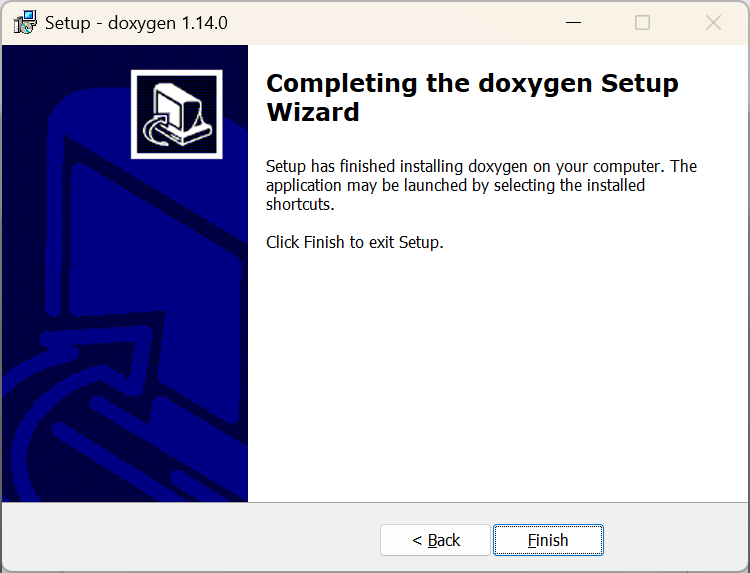 Setup - doxygen 1.14.0
Completing the doxygen Setup
Wizard
Setup has finished installing doxygen on your computer. The
application may be launched by selecting the installed
shortcuts.
Click Finish to exit Setup.
< Back
Finish